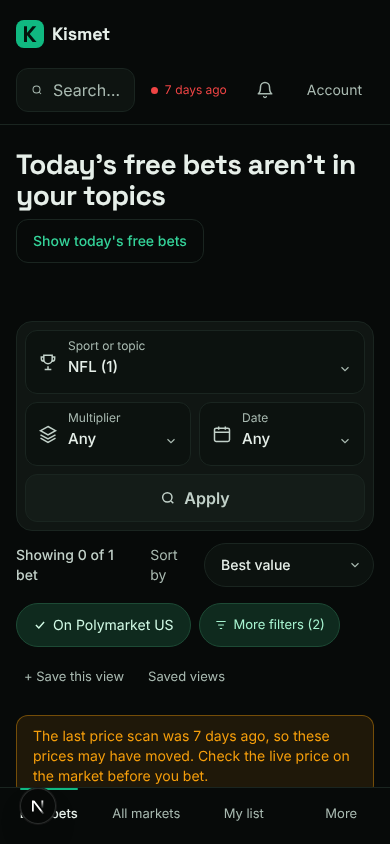 K Kismet
Search...
7 days ago
Account
Today's free bets aren't in
your topics
Show today's free bets
Sport or topic
NFL (1)
Multiplier
Any
Date
Any
Apply
Showing 0 of 1
bet
Sort
by
Best value
On Polymarket US
More filters (2)
+ Save this view
Saved views
The last price scan was 7 days ago, so these
prices may have moved. Check the live price on
the market before you bet.
N
bets
All markets
My list
More